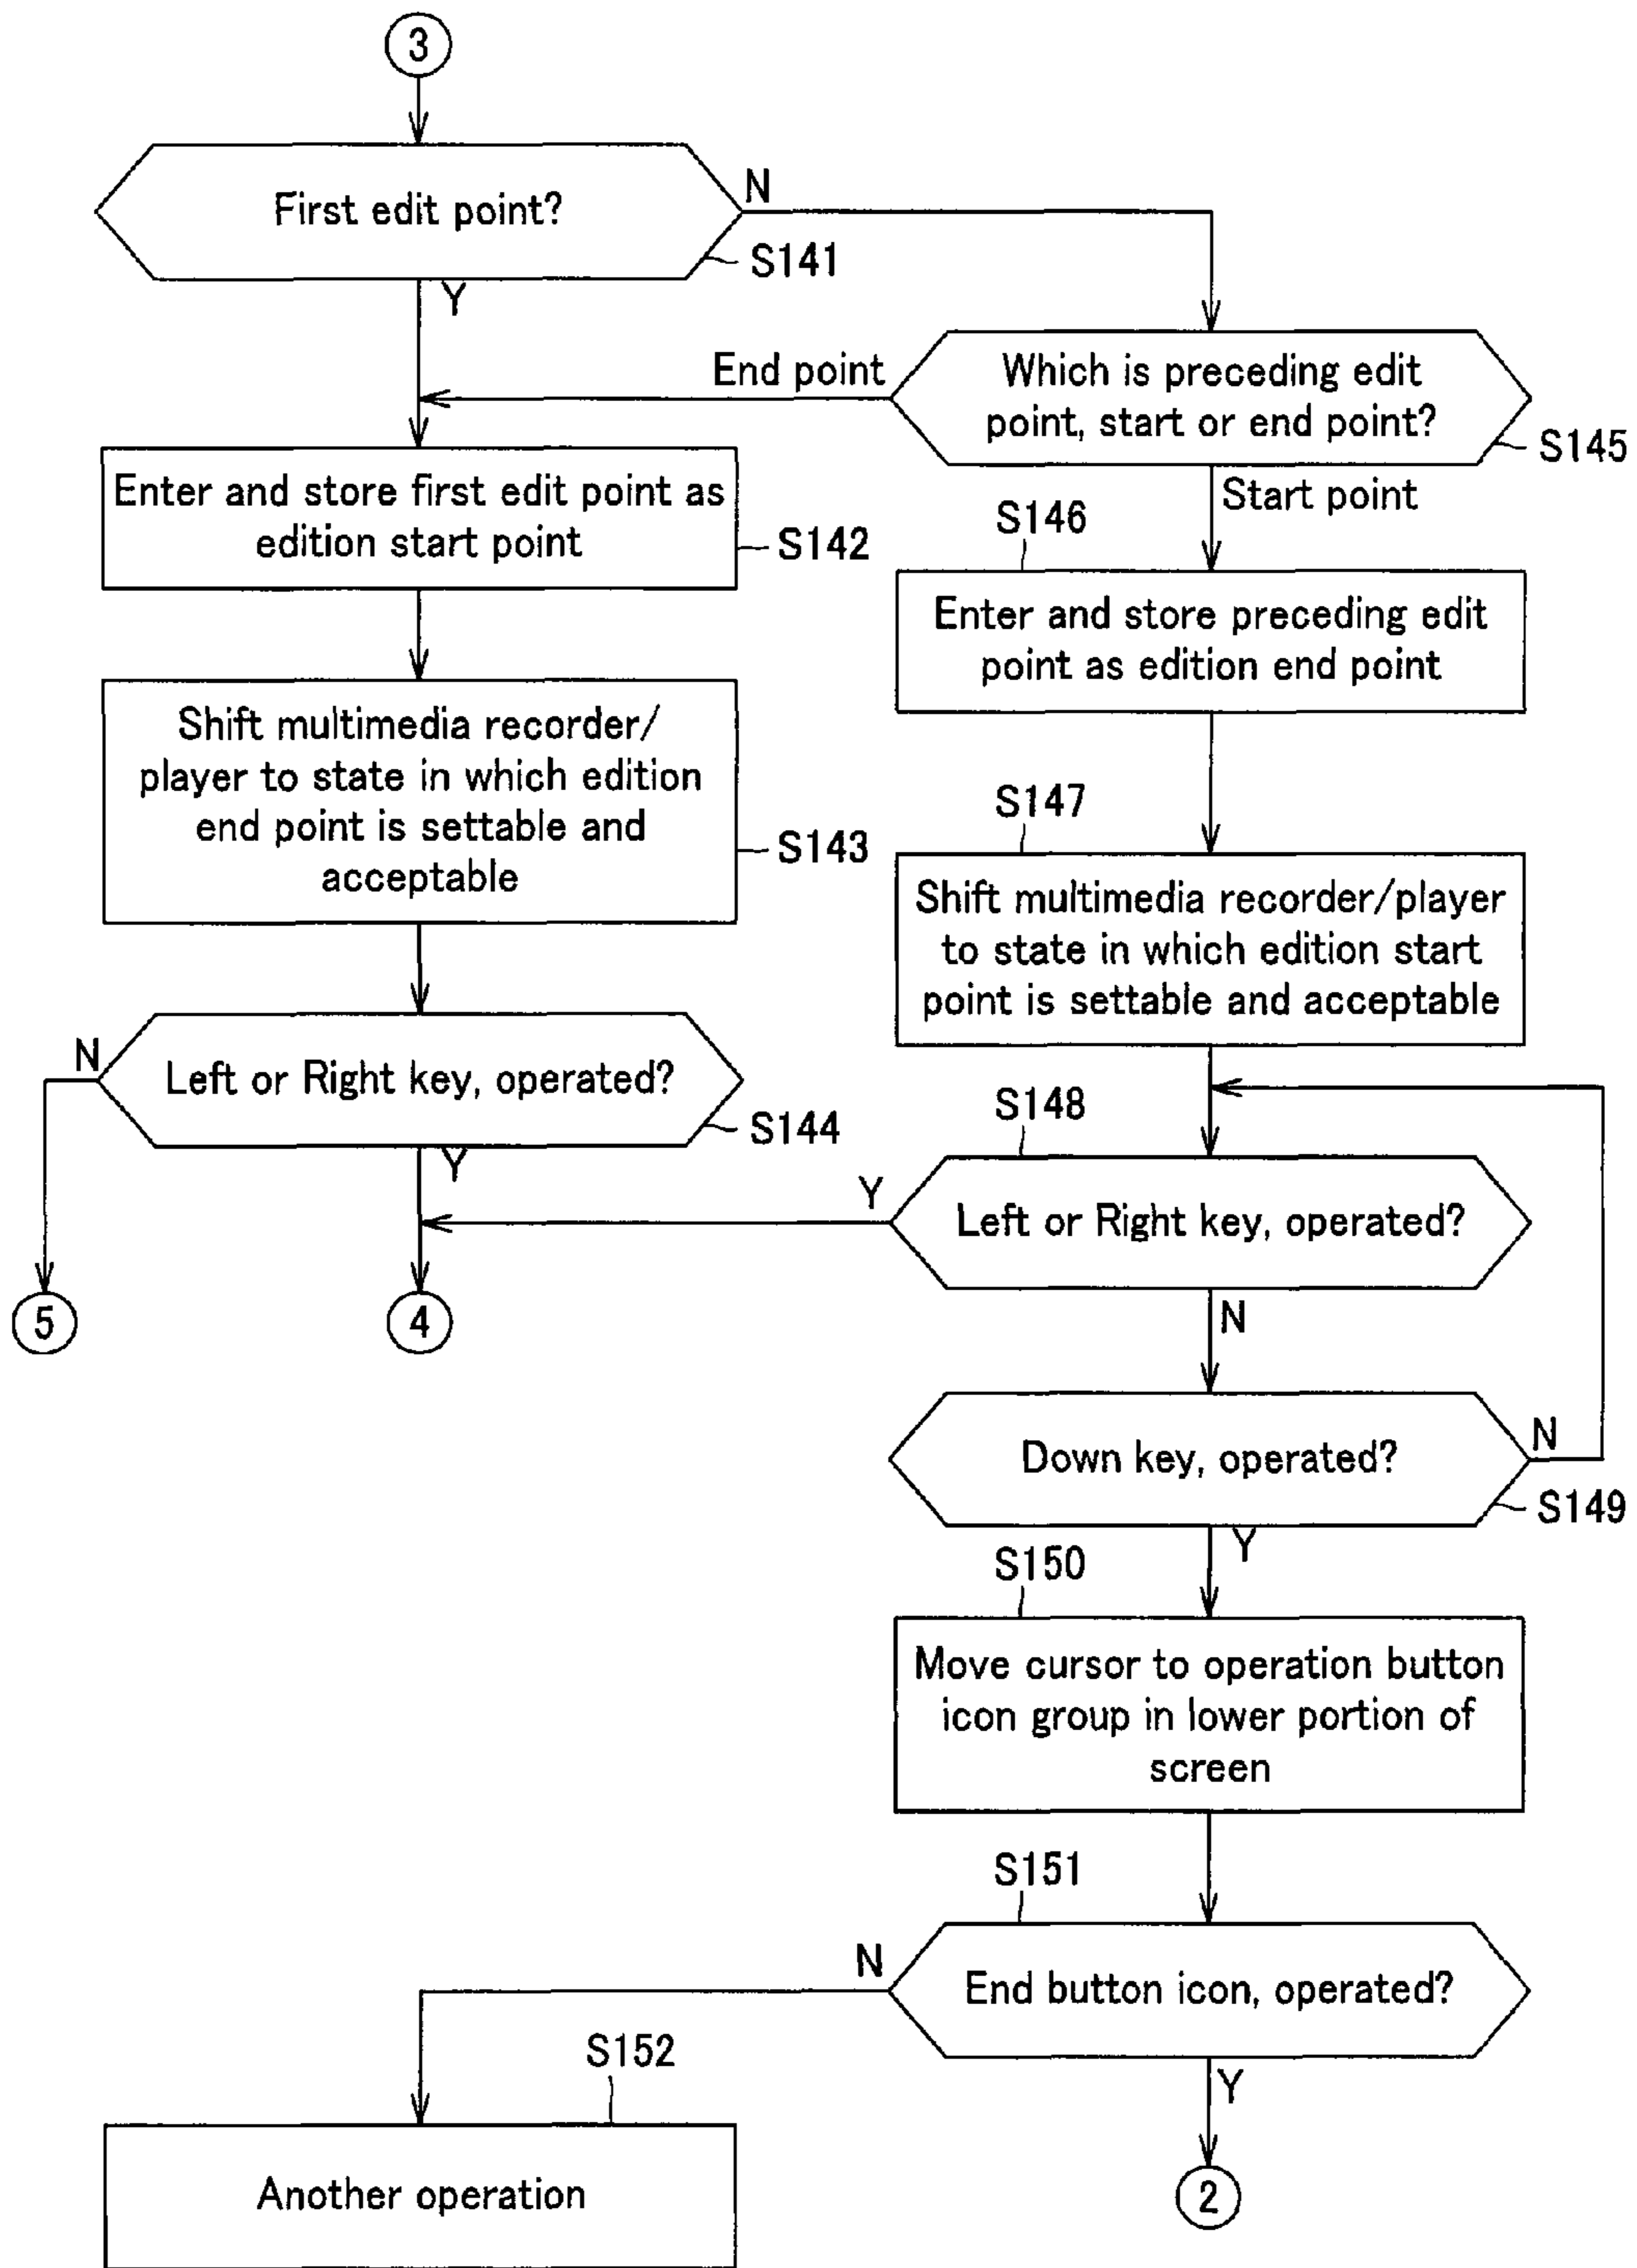 3
First edit point?
N
S141
Y
End point
Which is preceding edit
point, start or end point?
S145
Start point
Enter and store first edit point as
edition start point
S142
S146
Enter and store preceding edit
point as edition end point
Shift multimedia recorder/
player to state in which edition
end point is settable and
acceptable
S143
S147
Shift multimedia recorder/player
to state in which edition start
point is settable and acceptable
N
Left or Right key, operated?
S144
Y
S148
Y
Left or Right key, operated?
N
5
4
Down key, operated?
N
S149
Y
S150
Move cursor to operation button
icon group in lower portion of
screen
S151
N
End button icon, operated?
Y
S152
Another operation
2